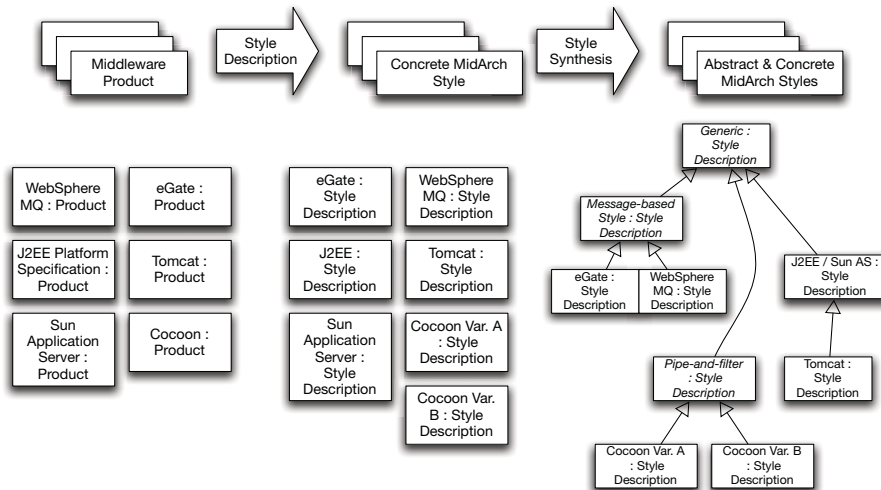 Middleware
Product
Style
Description
Concrete MidArch
Style
Style
Synthesis
Abstract & Concrete
MidArch Styles
WebSphere
MQ : Product
eGate :
Product
J2EE Platform
Specification :
Product
Tomcat :
Product
Sun
Application
Server :
Product
Cocoon :
Product
eGate :
Style
Description
WebSphere
MQ : Style
Description
J2EE :
Style
Description
Tomcat :
Style
Description
Sun
Application
Server :
Style
Description
Cocoon Var. A
: Style
Description
Cocoon Var.
B : Style
Description
Generic :
Style
Description
Message-based
Style : Style
Description
eGate :
Style
Description
WebSphere
MQ : Style
Description
J2EE / Sun AS :
Style
Description
Pipe-and-filter
: Style
Description
Tomcat :
Style
Description
Cocoon Var. A
: Style
Description
Cocoon Var. B
: Style
Description